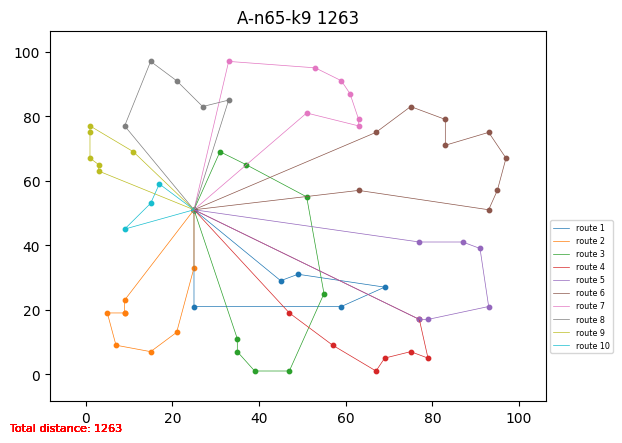 A-n65-k9 1263
100
80
60
40
20
0
0 20 40 60 80 100
route 1
route 2
route 3
route 4
route 5
route 6
route 7
route 8
route 9
route 10
Total distance: 1263